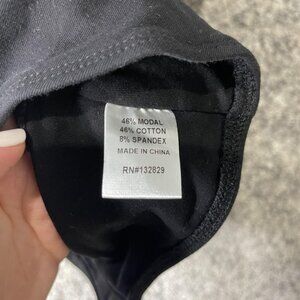 46% MODAL
46% COTTON
8% SPANDEX
MADE IN CHINA
RN#132829